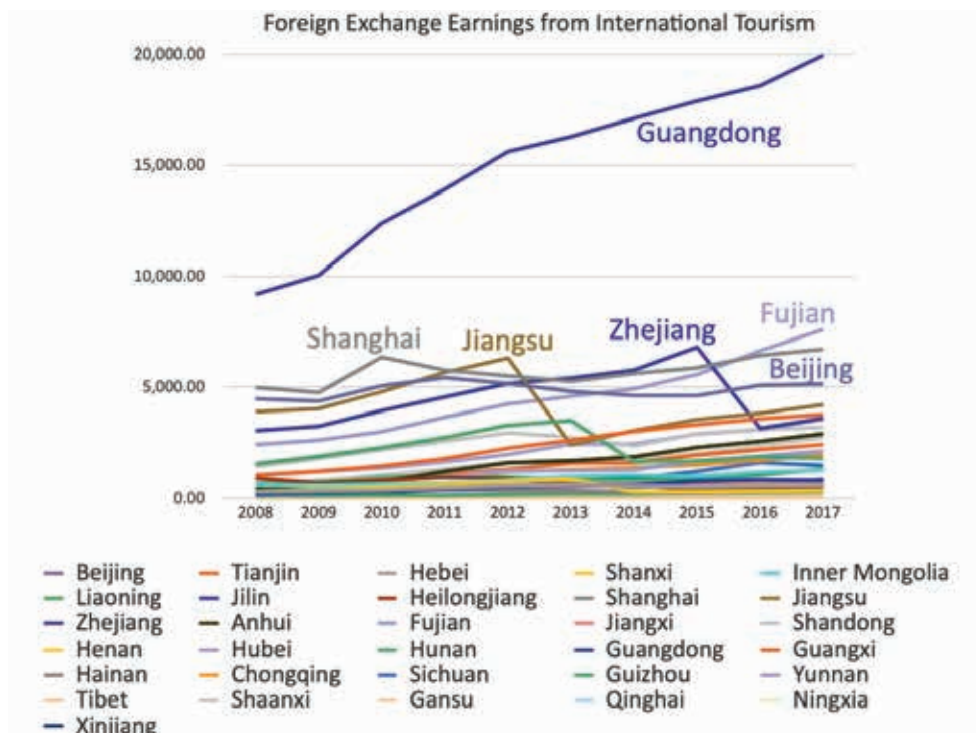 Foreign Exchange Earnings from International Tourism
20,000.00
Guangdong
15,000.00
10,000.00
Fujian
Zhejiang
Shanghai Jiangsu
Beijing
5,000.00
0.00
2008 2009 2010 2011 2012 2013 2014 2015 2016 2017
Beijing Tianjin Hebei Shanxi Inner Mongolia
Liaoning Jilin Heilongjiang Shanghai Jiangsu
Zhejiang Anhui Fujian Jiangxi Shandong
Henan Hubei Hunan Guangdong Guangxi
Hainan Chongqing Sichuan Guizhou Yunnan
Tibet Shaanxi Gansu Qinghai Ningxia
Xinjiang